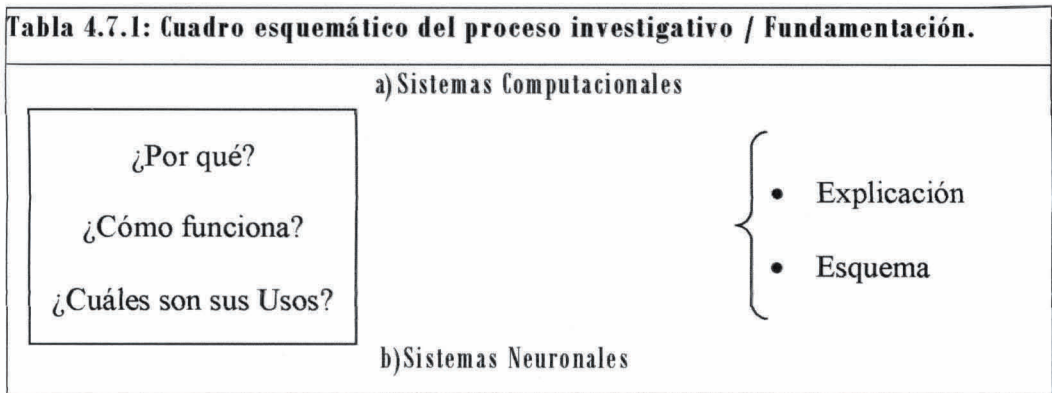 Tabla 4.7.1: Cuadro esquemático del proceso investigativo / Fundamentación.
a) Sistemas Computacionales
¿Por qué?
¿Cómo funciona?
¿Cuáles son sus Usos?
• Explicación
• Esquema
b)Sistemas Neuronales